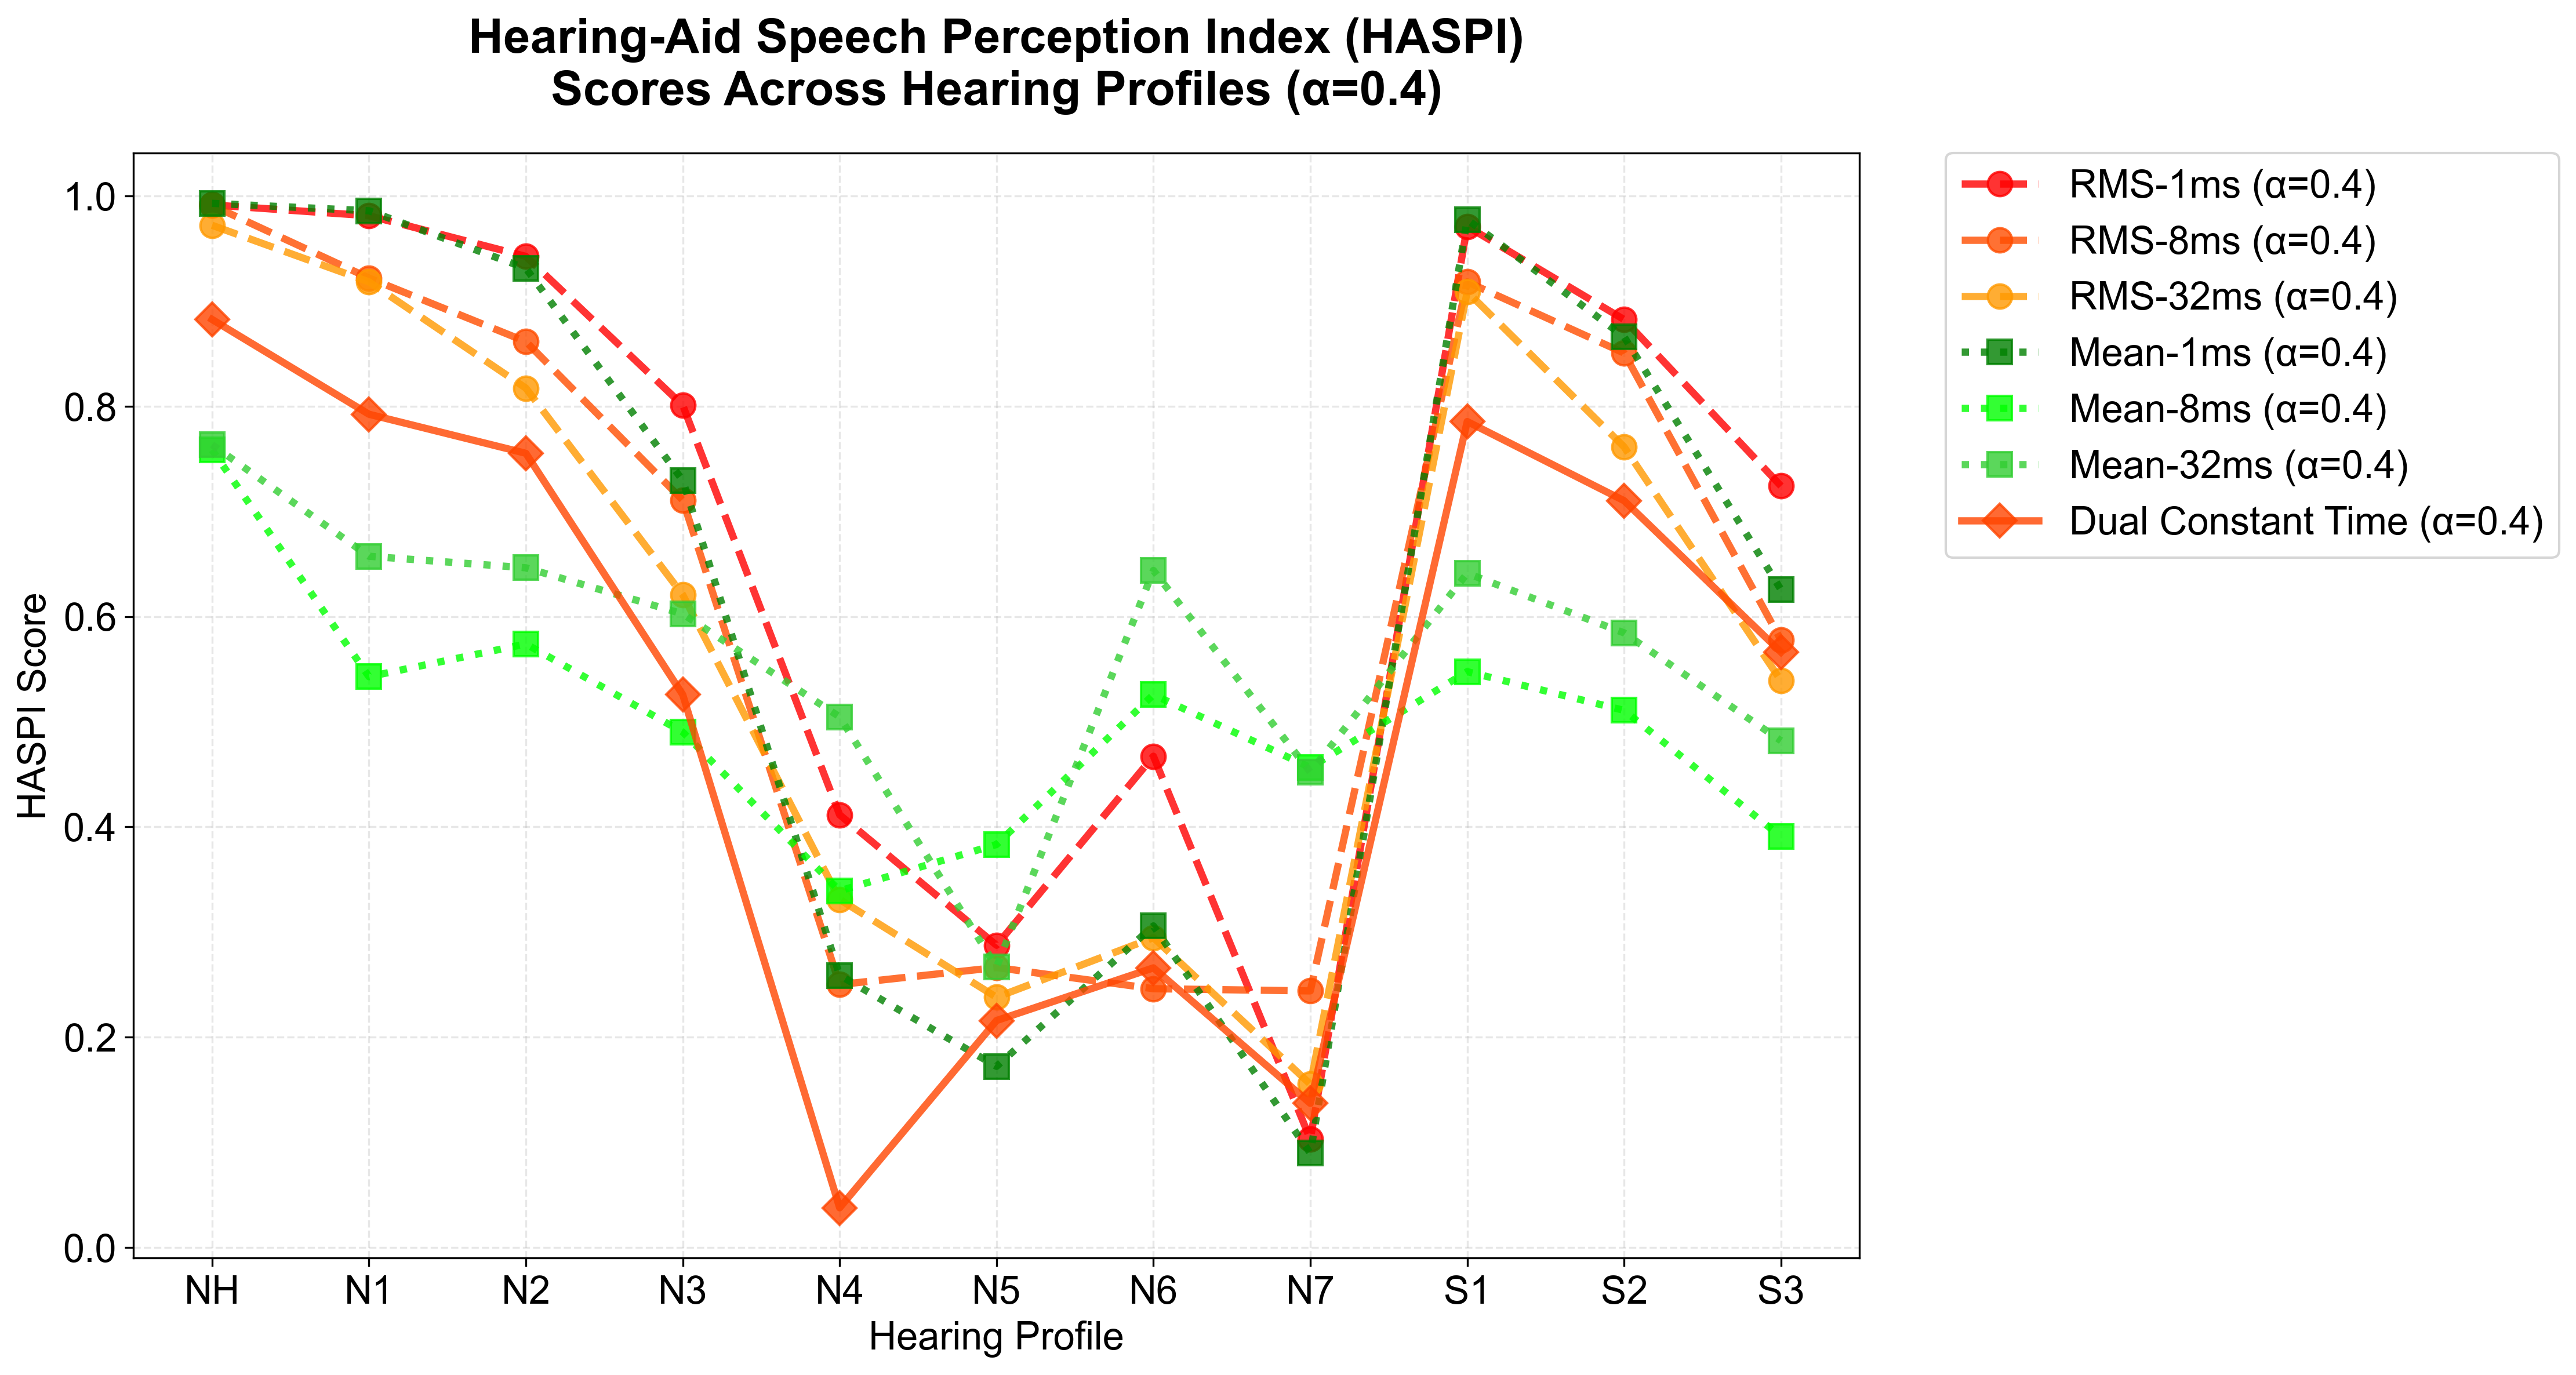 Hearing-Aid Speech Perception Index (HASPI)
Scores Across Hearing Profiles (α=0.4)
HASPI Score
1.0
0.8
0.6
0.4
0.2
0.0
NH N1 N2 N3 N4 N5 N6 N7 S1 S2 S3
Hearing Profile
RMS-1ms (α=0.4)
RMS-8ms (α=0.4)
RMS-32ms (α=0.4)
Mean-1ms (α=0.4)
Mean-8ms (α=0.4)
Mean-32ms (α=0.4)
Dual Constant Time (α=0.4)